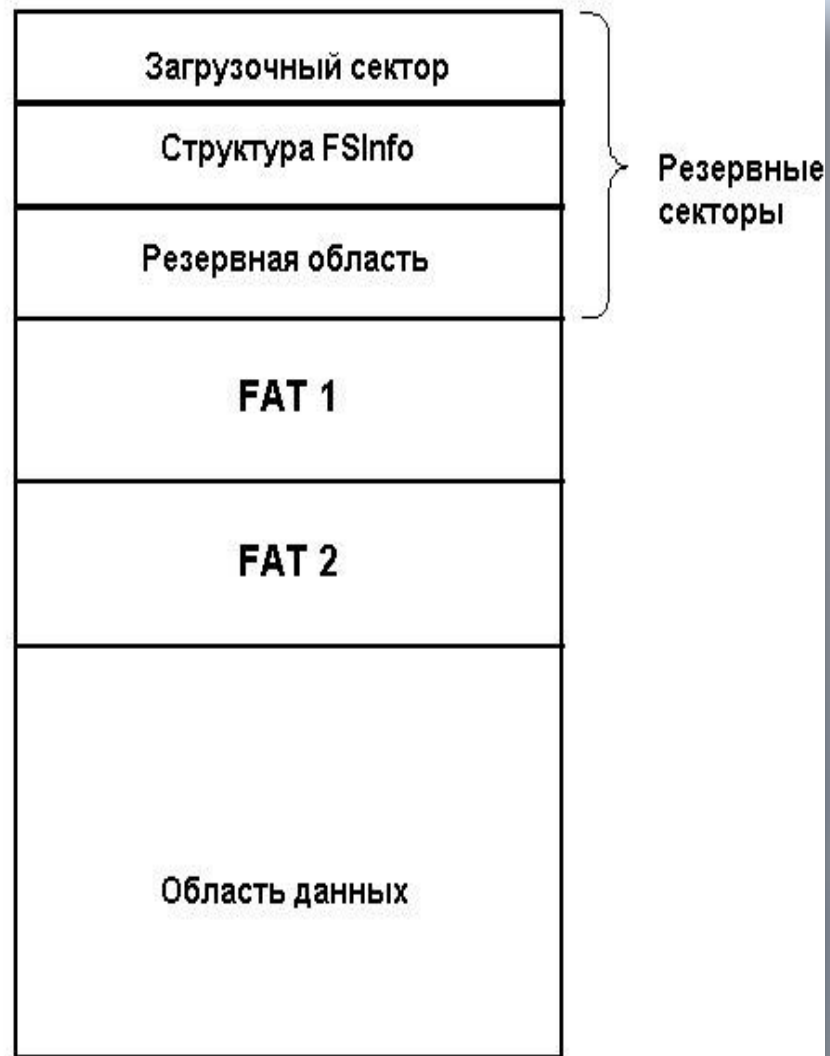 Загрузочный сектор
Структура FSInfo
Резервная область
Резервные
секторы
FAT 1
FAT 2
Область данных